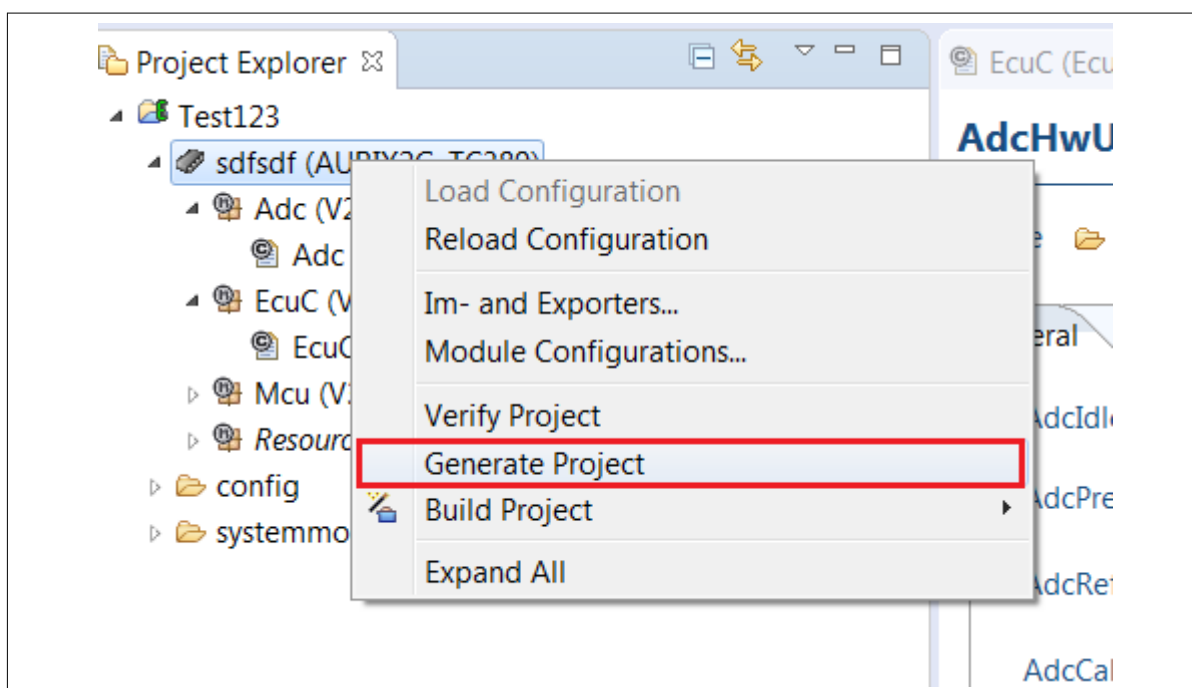 Project Explorer
EcuC (Ecu
Test123
AdcHwU
sdfsdf (AURIX2G, TC389)
Load Configuration
Adc (V2
Reload Configuration
Adc
EcuC (V
Im- and Exporters...
EcuC
Module Configurations...
eral
Mcu (V
Verify Project
AdcIdl
Resourc
Generate Project
config
Build Project
AdcPre
systemmo
Expand All
AdcRef
AdcCal